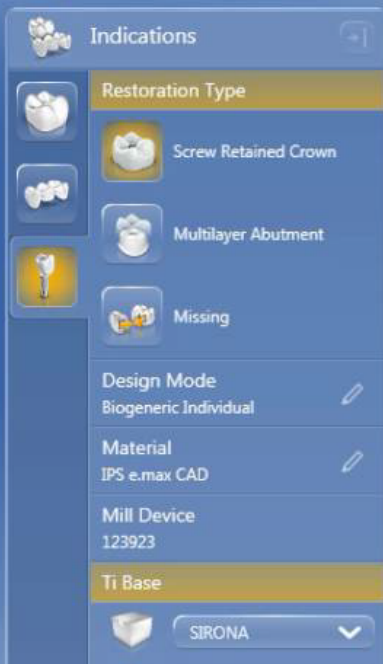 Indications
Restoration Type
Screw Retained Crown
Multilayer Abutment
Missing
Design Mode
Biogeneric Individual
Material
IPS e.max CAD
Mill Device
123923
Ti Base
SIRONA